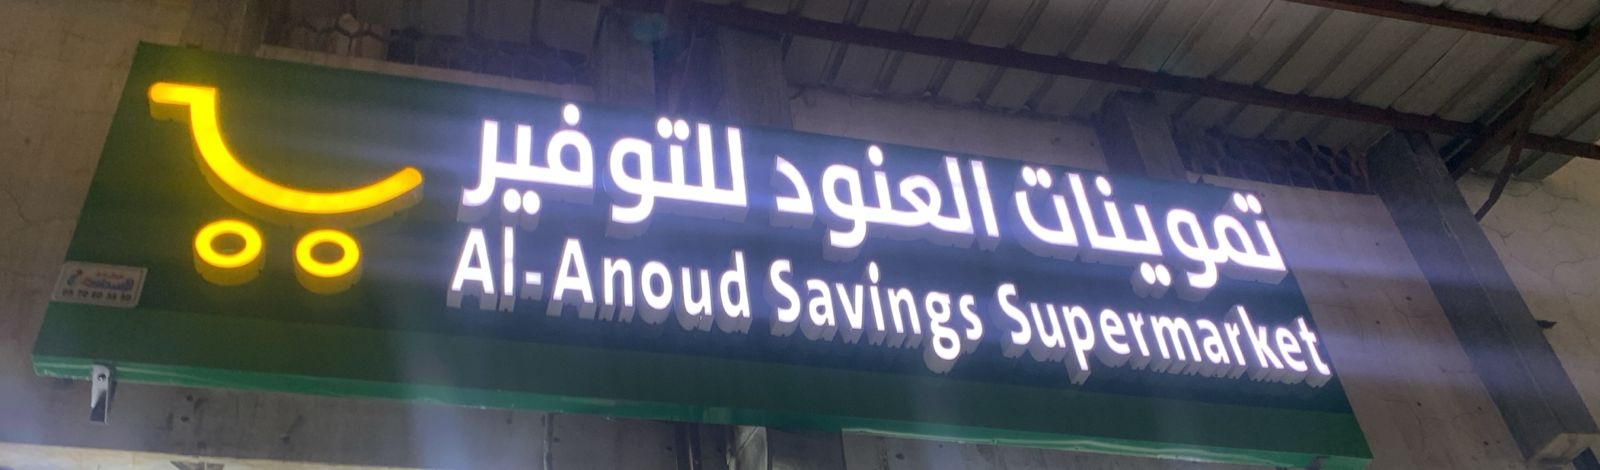 تموينات العنود للتوفير
Al-Anoud Savings Supermarket